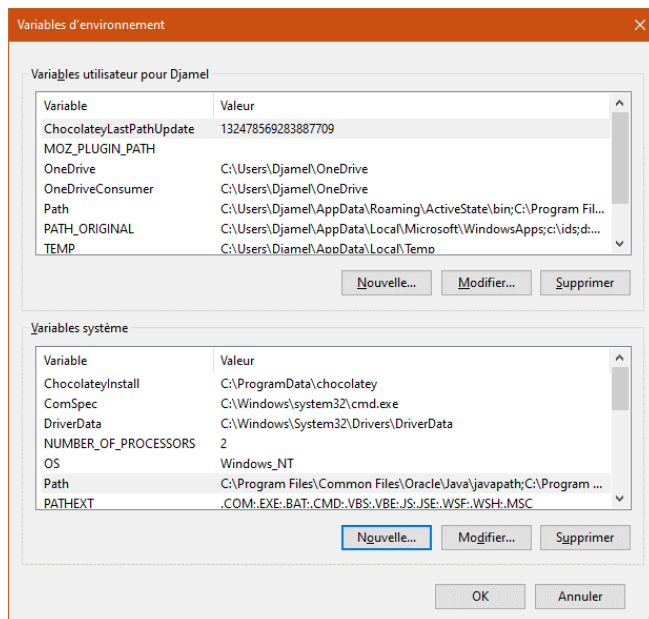 Variables d'environnement
Variables utilisateur pour Djamel
Variable Valeur
ChocolateyLastPathUpdate 132478569283887709
MOZ_PLUGIN_PATH
OneDrive C:\Users\Djamel\OneDrive
OneDriveConsumer C:\Users\Djamel\OneDrive
Path C:\Users\Djamel\AppData\Roaming\ActiveState\bin;C:\Program Fil...
PATH_ORIGINAL C:\Users\Djamel\AppData\Local\Microsoft\WindowsApps;c:\ids;d:...
TEMP C:\Users\Djamel\AppData\Local\Temp
Nouvelle... Modifier... Supprimer
Variables système
Variable Valeur
ChocolateyInstall C:\ProgramData\chocolatey
ComSpec C:\Windows\system32\cmd.exe
DriverData C:\Windows\System32\Drivers\DriverData
NUMBER_OF_PROCESSORS 2
OS Windows_NT
Path C:\Program Files\Common Files\Oracle\Java\javapath;C:\Program ...
PATHEXT .COM;.EXE;.BAT;.CMD;.VBS;.VBE;.JS;.JSE;.WSF;.WSH;.MSC
Nouvelle... Modifier... Supprimer
OK Annuler